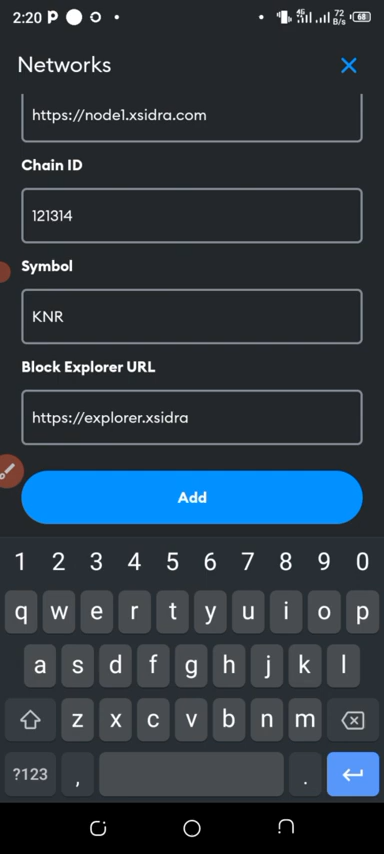 2:20
4G
72
B/s
68
Networks
https://node1.xsidra.com
Chain ID
121314
Symbol
KNR
Block Explorer URL
https://explorer.xsidra
Add
1 2 3 4 5 6 7 8 9 0
q w e r t y u i o p
a s d f g h j k l
z x c v b n m
?123 , .